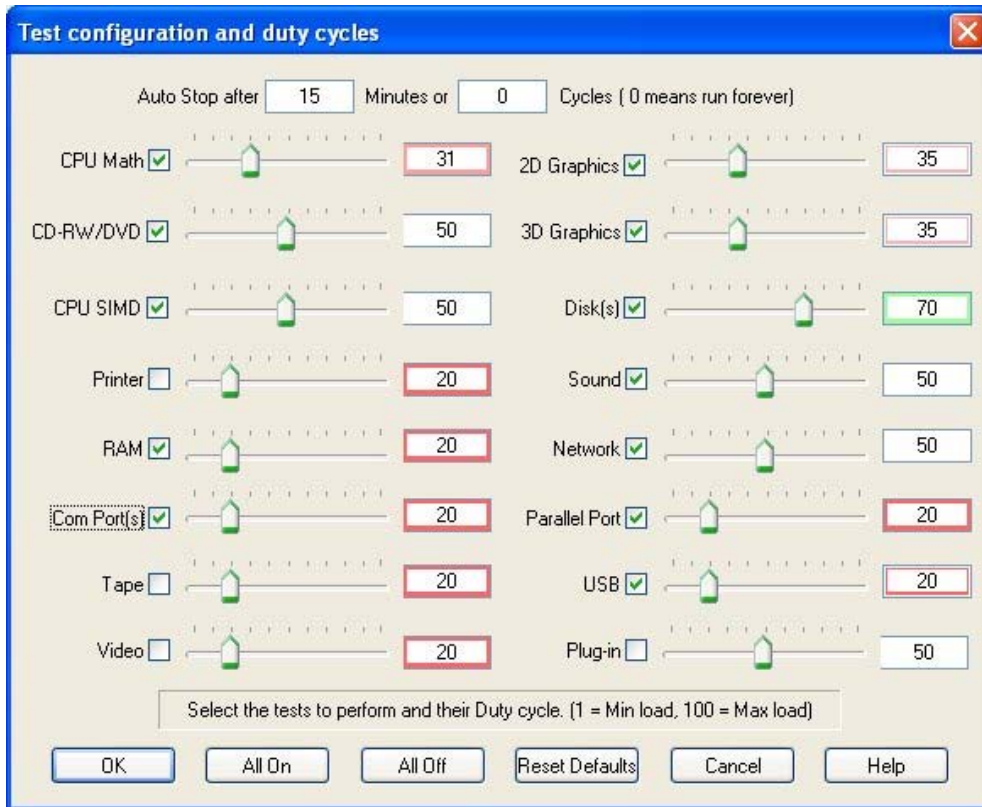 Test configuration and duty cycles
Auto Stop after 15 Minutes or 0 Cycles ( 0 means run forever)
CPU Math 31 2D Graphics 35
CD-RW/DVD 50 3D Graphics 35
CPU SIMD 50 Disk(s) 70
Printer 20 Sound 50
RAM 20 Network 50
Com Port(s) 20 Parallel Port 20
Tape 20 USB 20
Video 20 Plug-in 50
Select the tests to perform and their Duty cycle. (1 = Min load, 100 = Max load)
OK All On All Off Reset Defaults Cancel Help